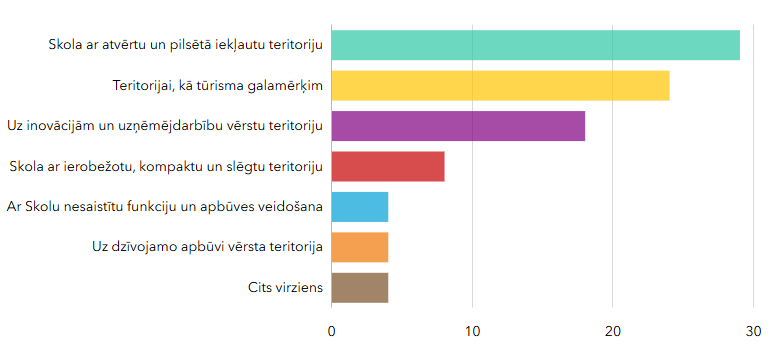 Skola ar atvērtu un pilsētā iekļautu teritoriju
Teritorijai, kā tūrisma galamērķim
Uz inovācijām un uzņēmējdarbību vērstu teritoriju
Skola ar ierobežotu, kompaktu un slēgtu teritoriju
Ar Skolu nesaistītu funkciju un apbūves veidošana
Uz dzīvojamo apbūvi vērsta teritorija
Cits virziens
0 10 20 30